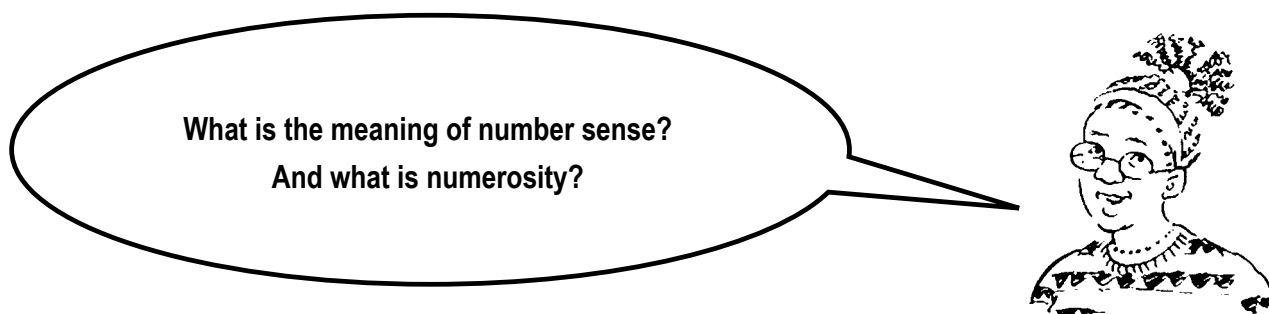 What is the meaning of number sense?
And what is numerosity?